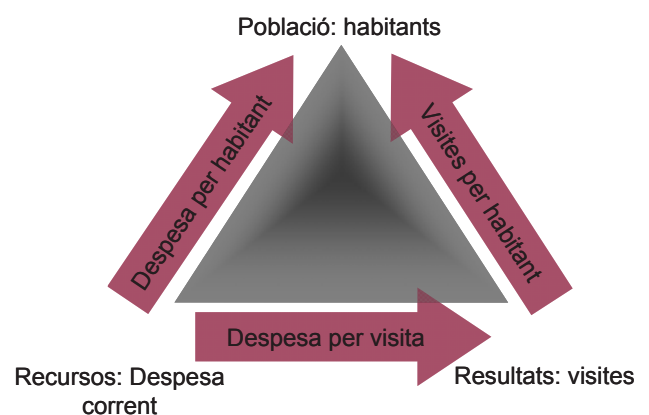 Població: habitants
Despesa per habitant
Visites per habitant
Despesa per visita
Recursos: Despesa
corrent
Resultats: visites